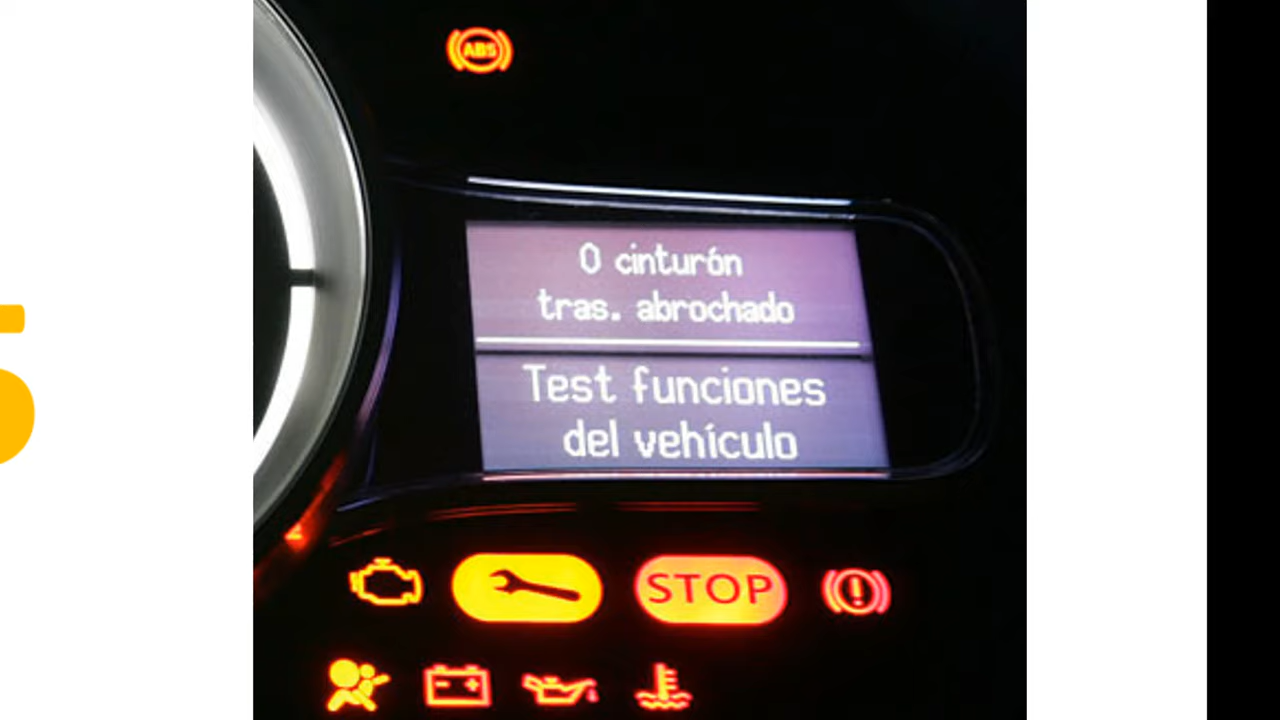 ABS
0 cinturón
tras. abrochado
Test funciones
del vehículo
STOP